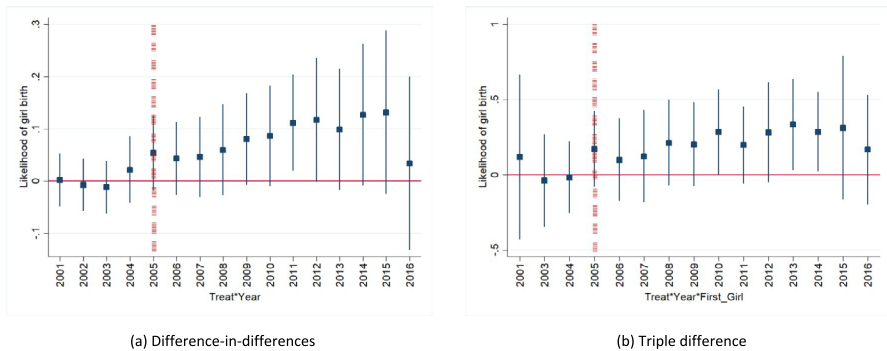 Likelihood of girl birth
.3
.2
.1
0
-.1
2001 2002 2003 2004 2005 2006 2007 2008 2009 2010 2011 2012 2013 2014 2015 2016
Treat*Year
(a) Difference-in-differences
Likelihood of girl birth
1
.5
0
-.5
2001 2003 2004 2005 2006 2007 2008 2009 2010 2011 2012 2013 2014 2015 2016
Treat*Year*First_Girl
(b) Triple difference